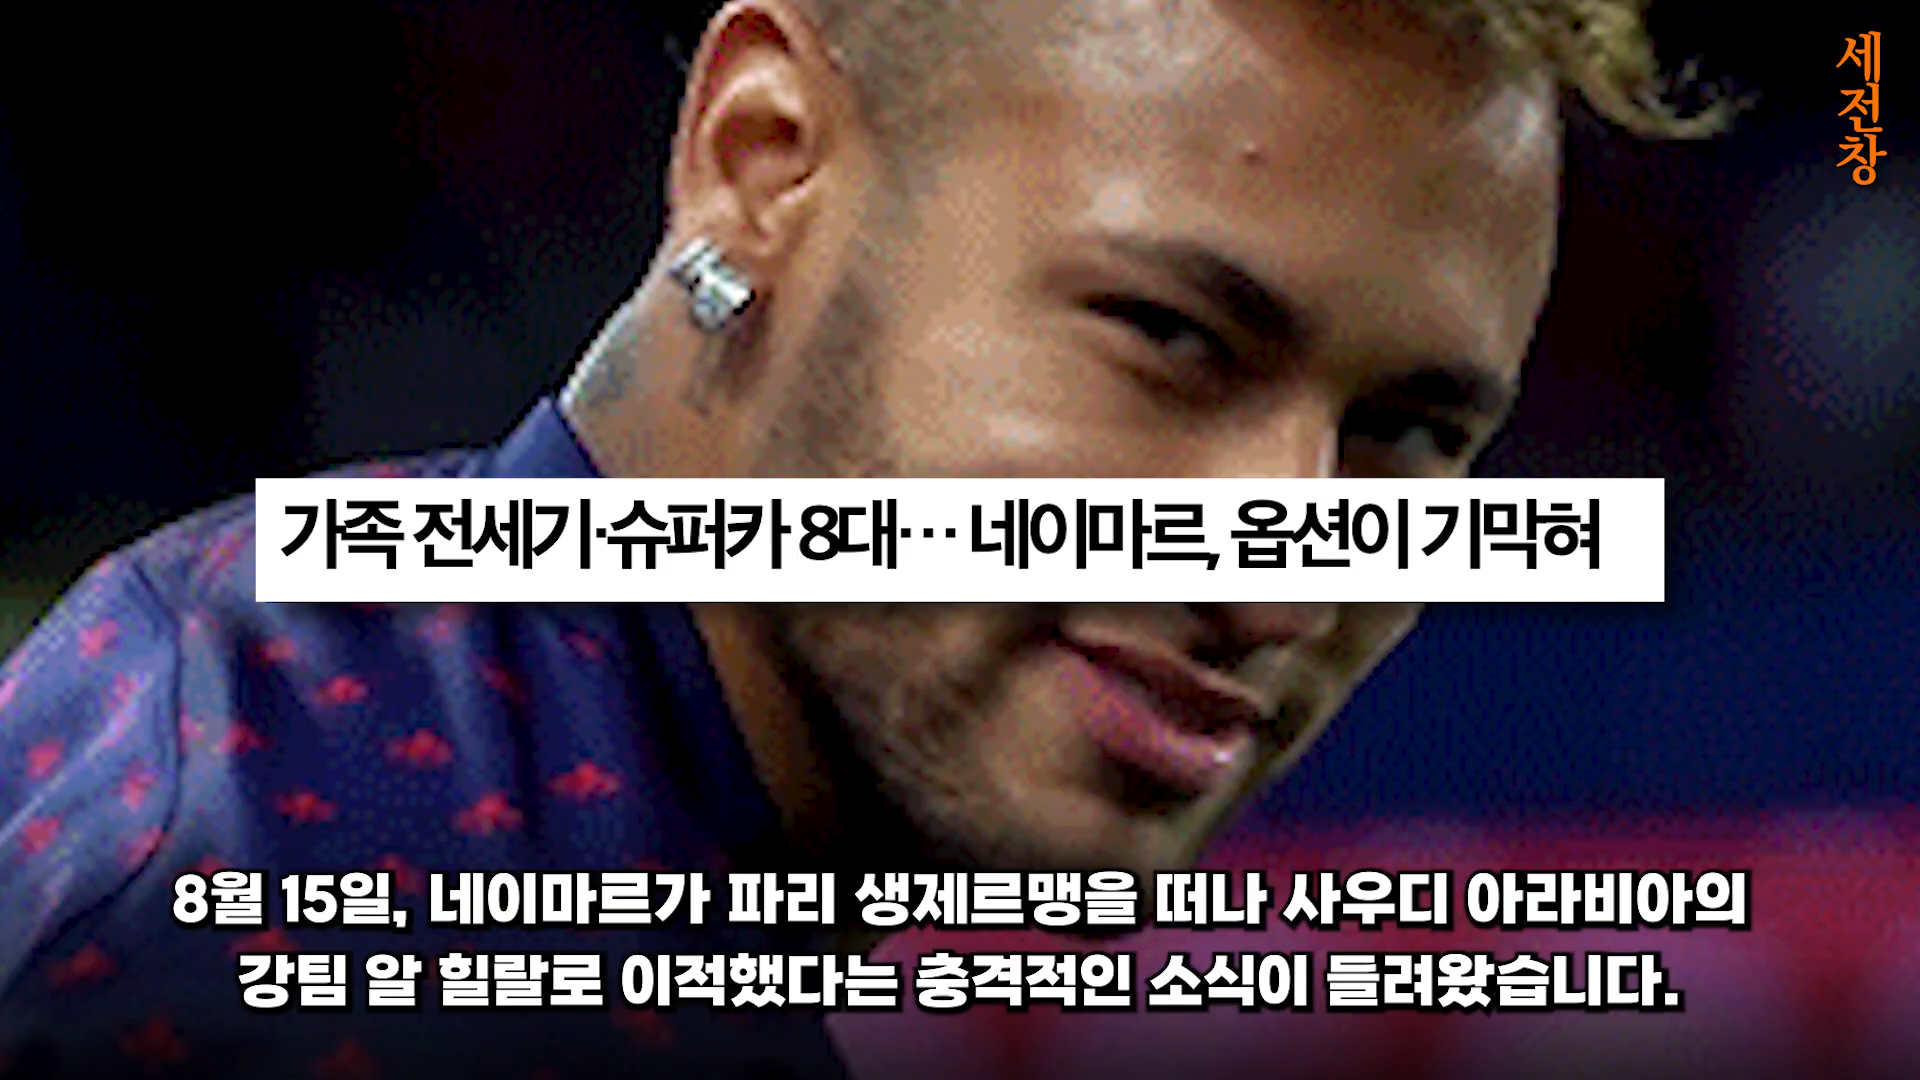 세전창
가족 전세기·슈퍼카 8대… 네이마르, 옵션이 기막혀
8월 15일, 네이마르가 파리 생제르맹을 떠나 사우디 아라비아의
강팀 알 힐랄로 이적했다는 충격적인 소식이 들려왔습니다.